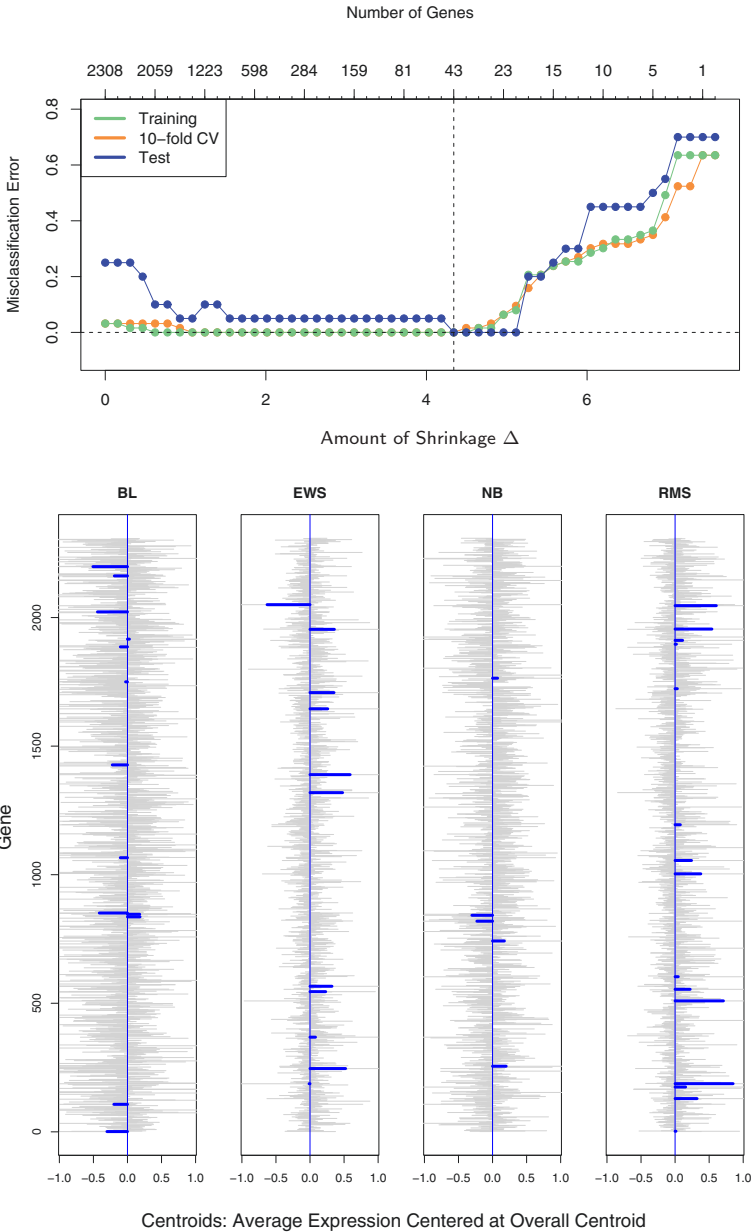 Number of Genes
2308 2059 1223 598 284 159 81 43 23 15 10 5 1
Training
10−fold CV
Test
Misclassification Error
0.8
0.6
0.4
0.2
0.0
0 2 4 6
Amount of Shrinkage Δ
BL EWS NB RMS
Gene
2000
1500
1000
500
0
−1.0 −0.5 0.0 0.5 1.0 −1.0 −0.5 0.0 0.5 1.0 −1.0 −0.5 0.0 0.5 1.0 −1.0 −0.5 0.0 0.5 1.0
Centroids: Average Expression Centered at Overall Centroid